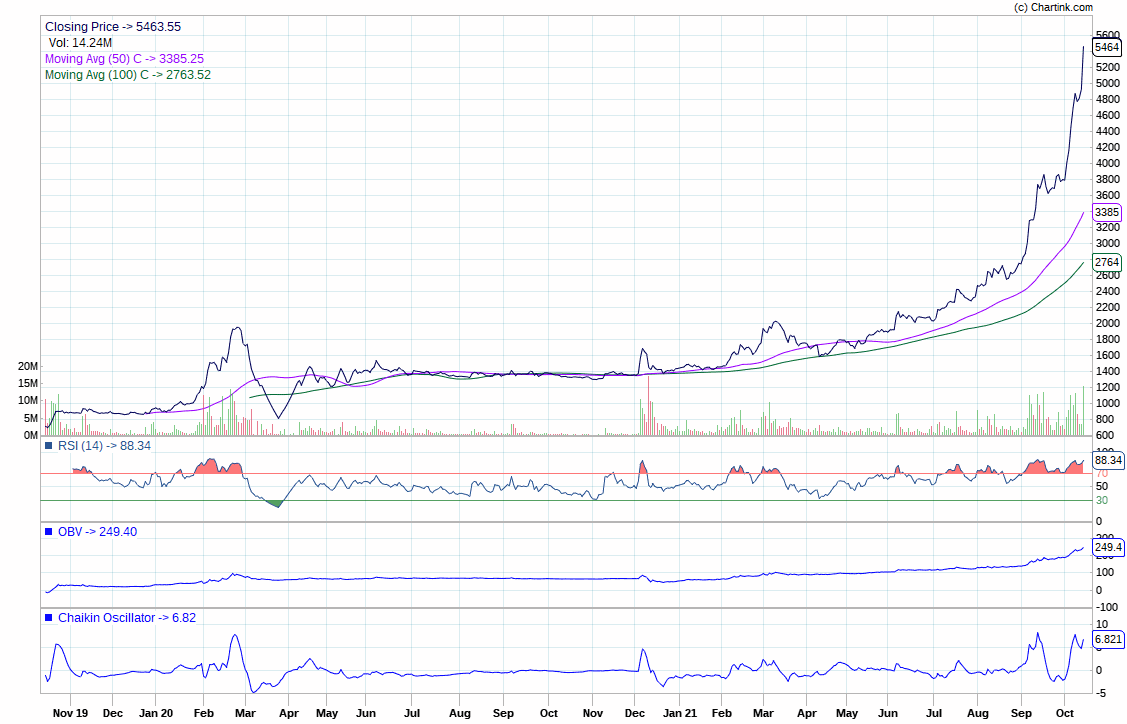 (c) Chartink.com
Closing Price -> 5463.55
Vol: 14.24M
Moving Avg (50) C -> 3385.25
Moving Avg (100) C -> 2763.52
5600
5464
5200
5000
4800
4600
4400
4200
4000
3800
3600
3385
3200
3000
2764
2600
2400
2200
2000
1800
1600
20M 1400
15M 1200
10M 1000
5M 800
0M 600
RSI (14) -> 88.34
100
88.34
70
50
30
0
OBV -> 249.40
200
249.4
100
0
-100
Chaikin Oscillator -> 6.82
10
6.821
0
-5
Nov 19 Dec Jan 20 Feb Mar Apr May Jun Jul Aug Sep Oct Nov Dec Jan 21 Feb Mar Apr May Jun Jul Aug Sep Oct